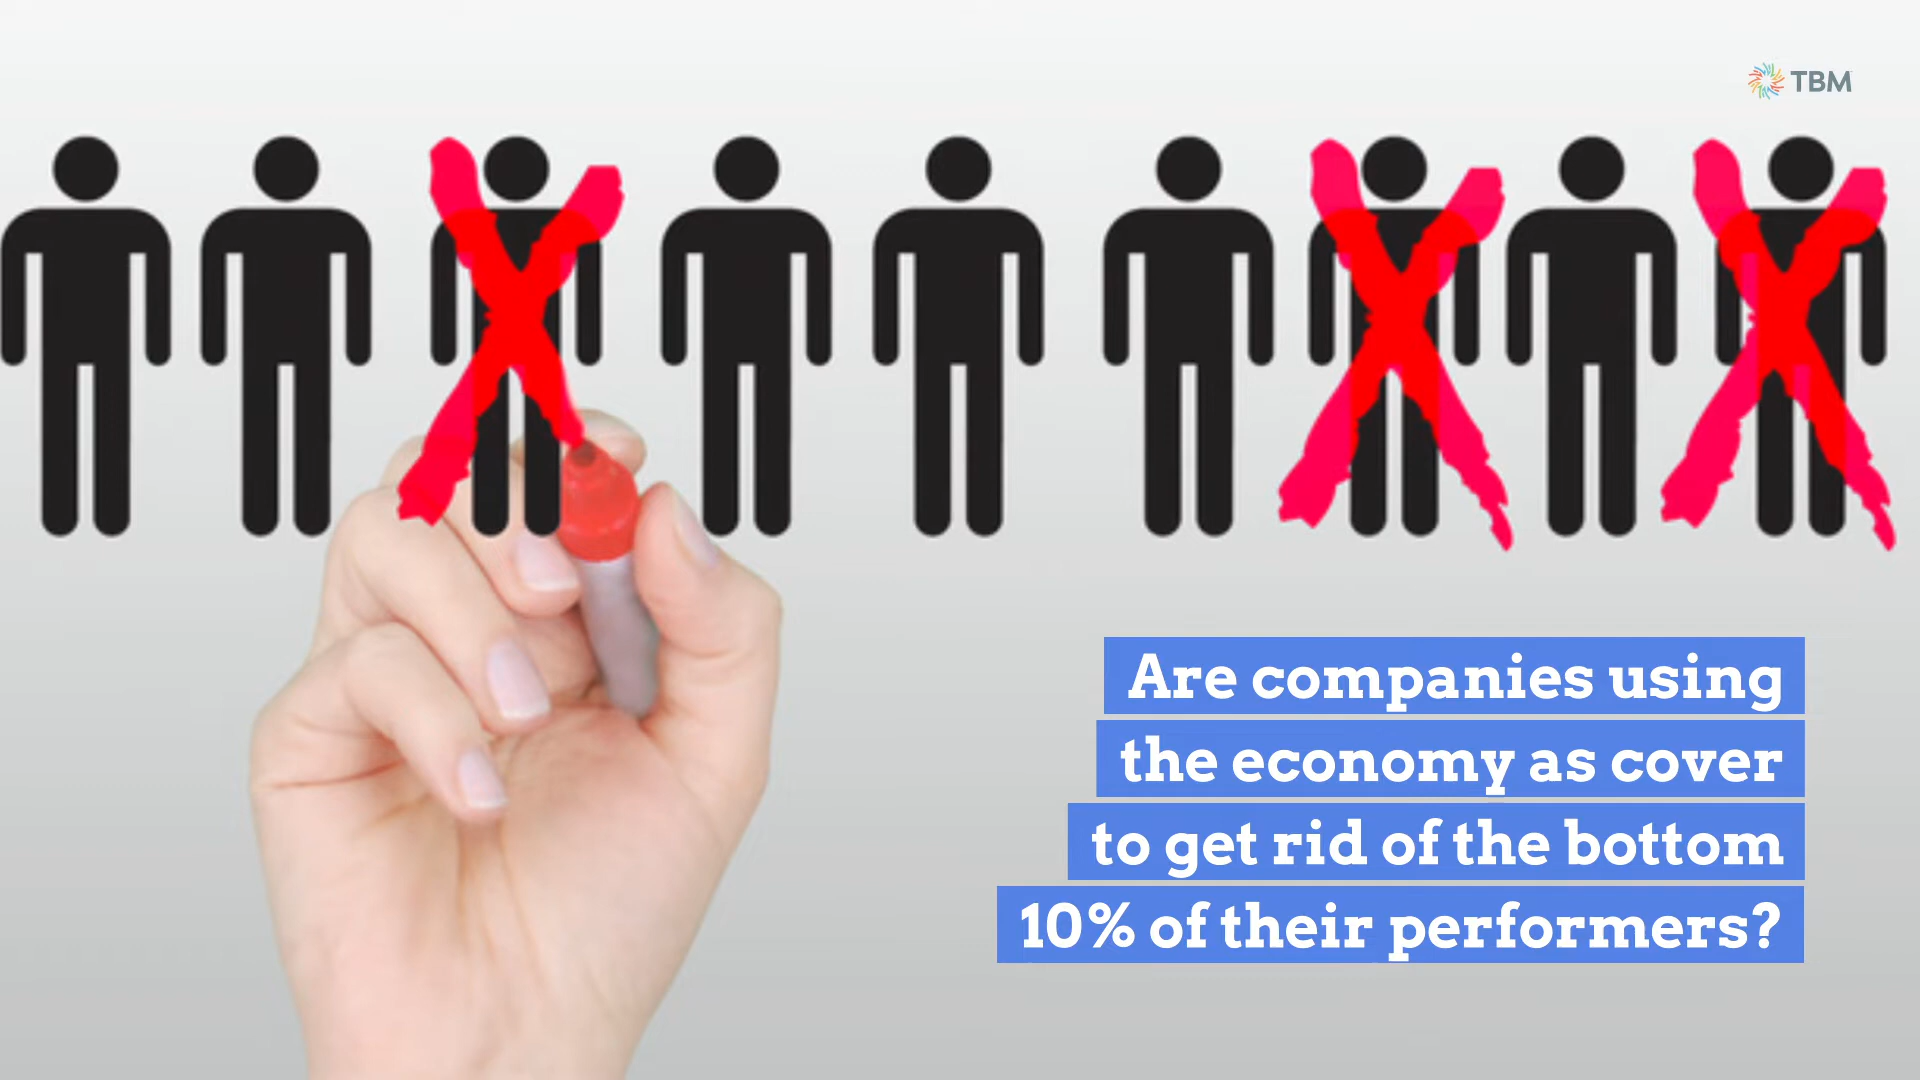 TBM
Are companies using
the economy as cover
to get rid of the bottom
10% of their performers?